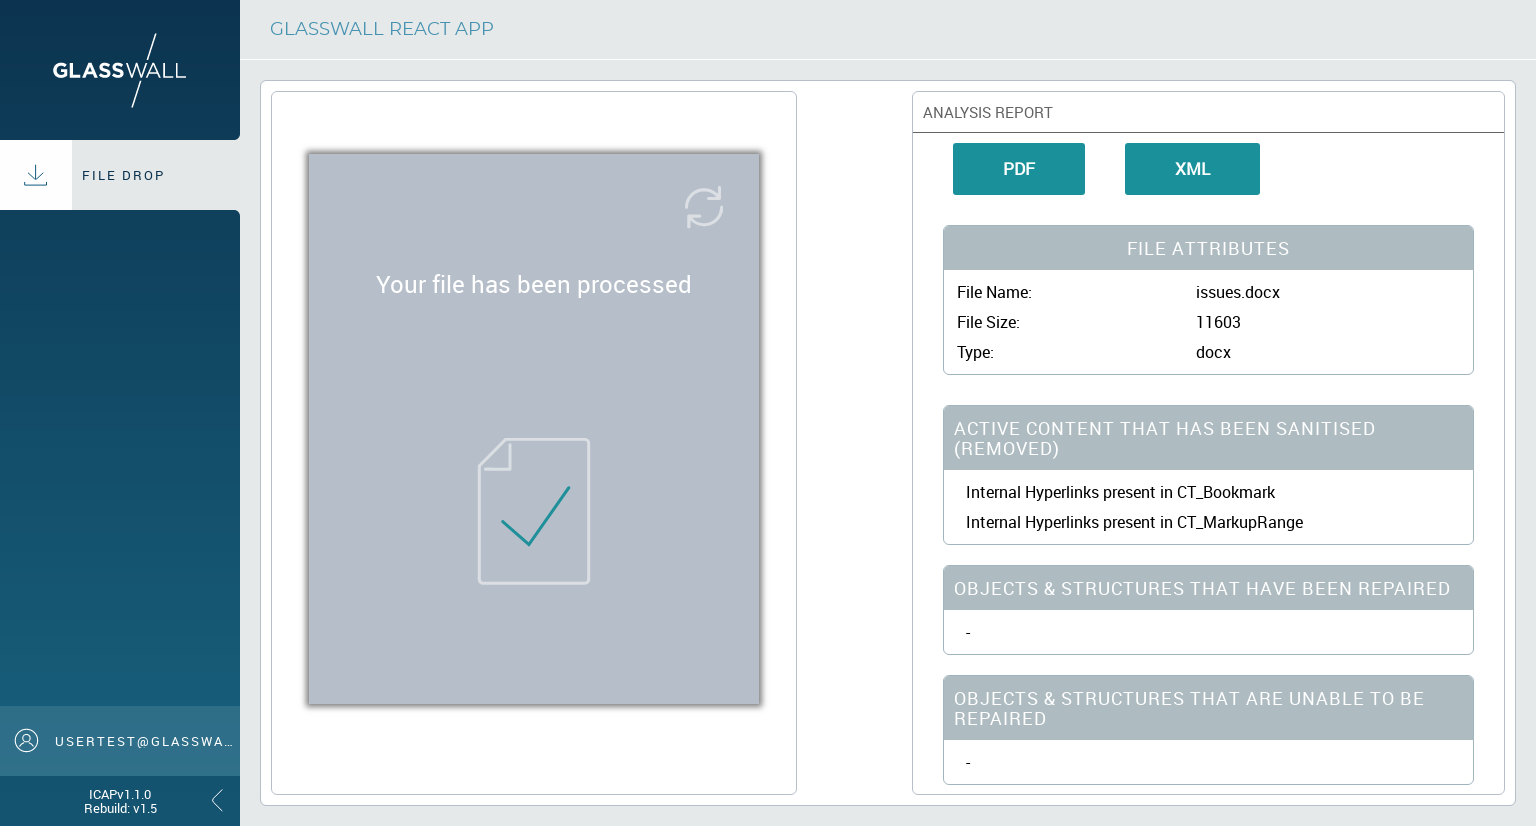 GLASSWALL
GLASSWALL REACT APP
FILE DROP
Your file has been processed
ANALYSIS REPORT
PDF
XML
FILE ATTRIBUTES
File Name: issues.docx
File Size: 11603
Type: docx
ACTIVE CONTENT THAT HAS BEEN SANITISED
(REMOVED)
Internal Hyperlinks present in CT_Bookmark
Internal Hyperlinks present in CT_MarkupRange
OBJECTS & STRUCTURES THAT HAVE BEEN REPAIRED
-
OBJECTS & STRUCTURES THAT ARE UNABLE TO BE
REPAIRED
-
USERTEST@GLASSWA...
ICAPv1.1.0
Rebuild: v1.5